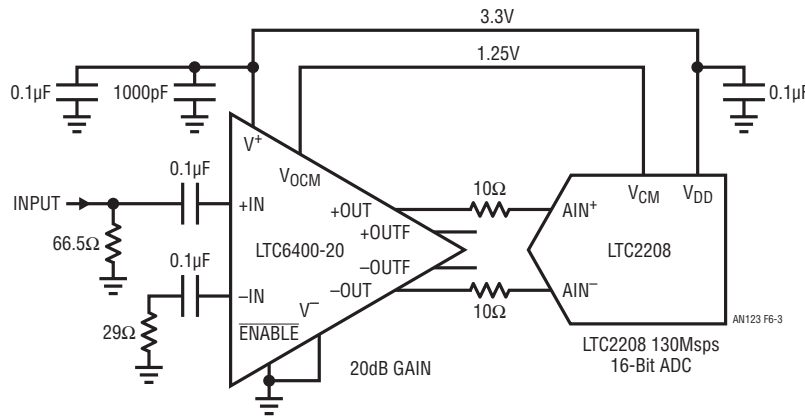 3.3V
1.25V
0.1µF
1000pF
0.1µF
V+
VOCM
VCM
VDD
0.1µF
INPUT
+IN
+OUT
10Ω
AIN+
+OUTF
66.5Ω
LTC6400-20
LTC2208
0.1µF
–OUTF
–IN
–OUT
AIN–
V–
10Ω
29Ω
ENABLE
AN123 F6-3
20dB GAIN
LTC2208 130Msps
16-Bit ADC